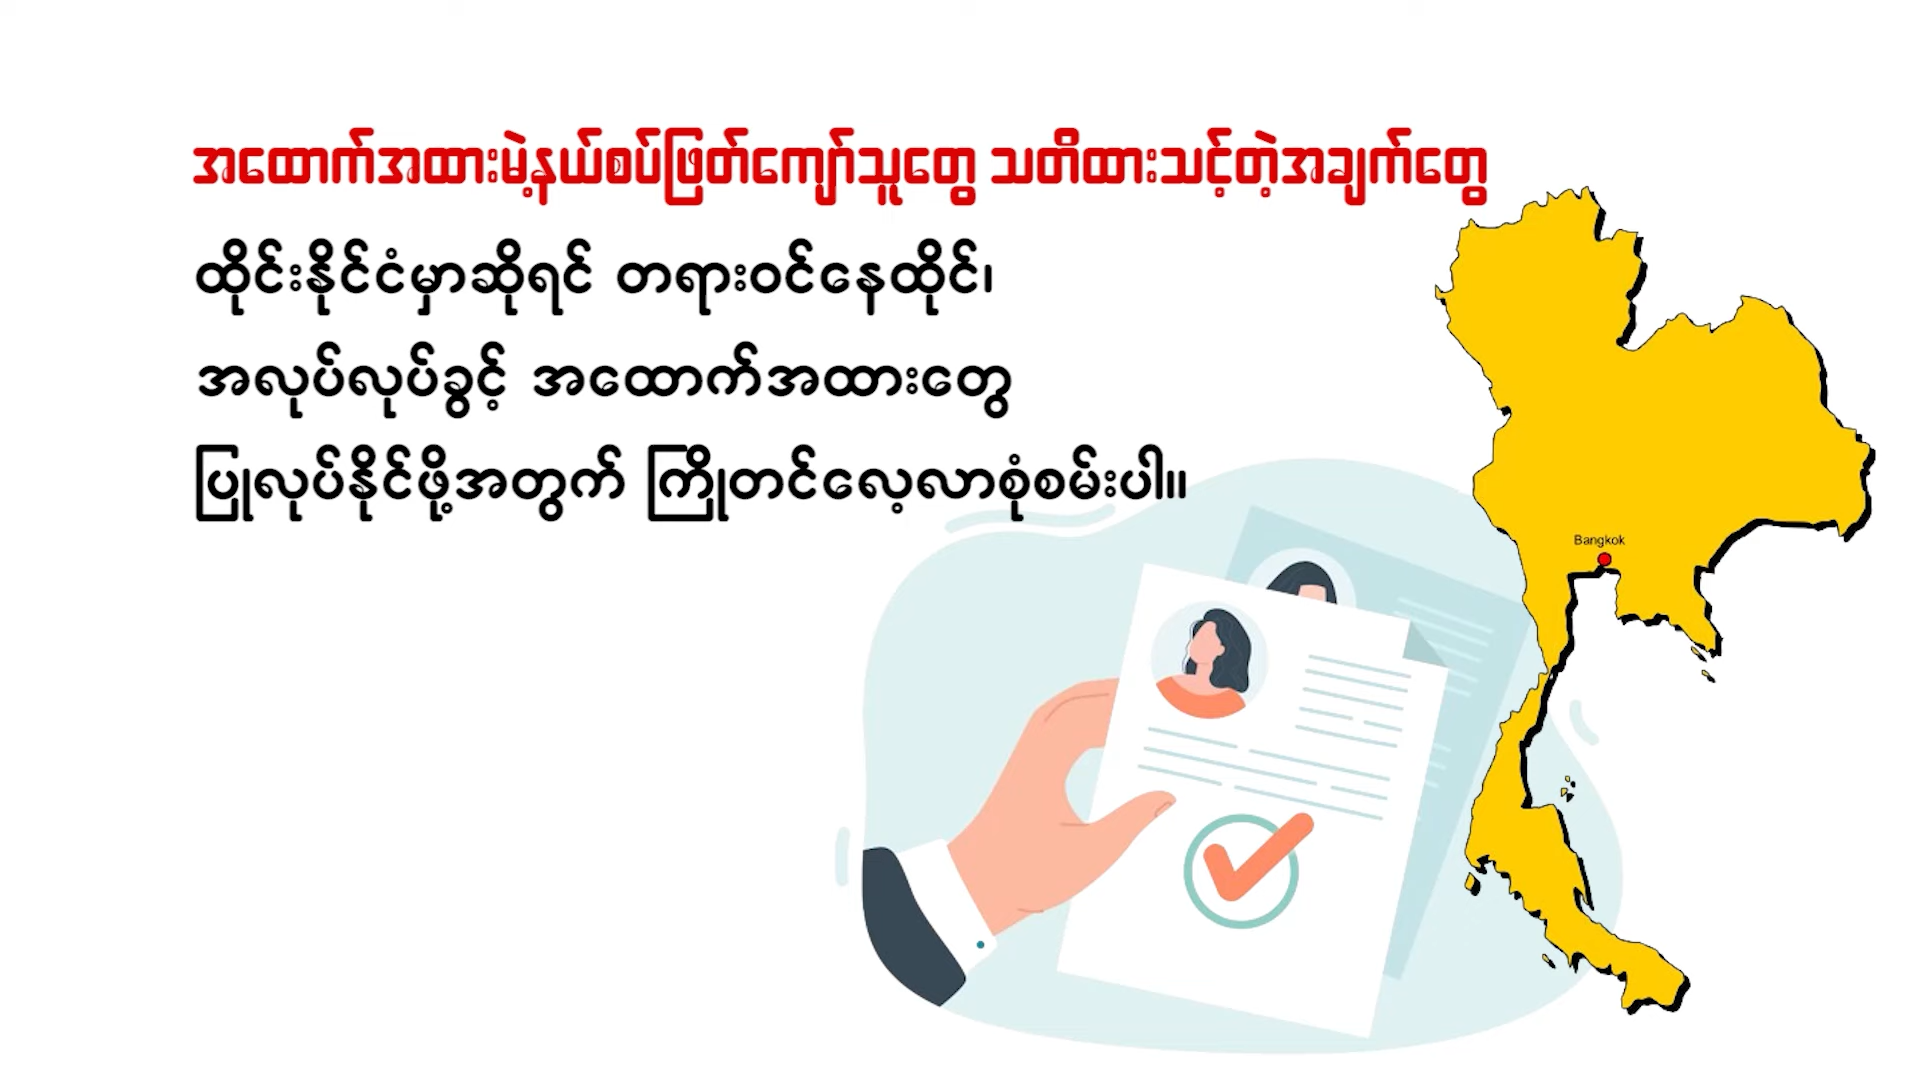 အထောက်အထားမဲ့နယ်စပ်ဖြတ်ကျော်သူတွေ သတိထားသင့်တဲ့အချက်တွေ
ထိုင်းနိုင်ငံမှာဆိုရင် တရားဝင်နေထိုင်၊
အလုပ်လုပ်ခွင့် အထောက်အထားတွေ
ပြုလုပ်နိုင်ဖို့အတွက် ကြိုတင်လေ့လာစုံစမ်းပါ။
Bangkok